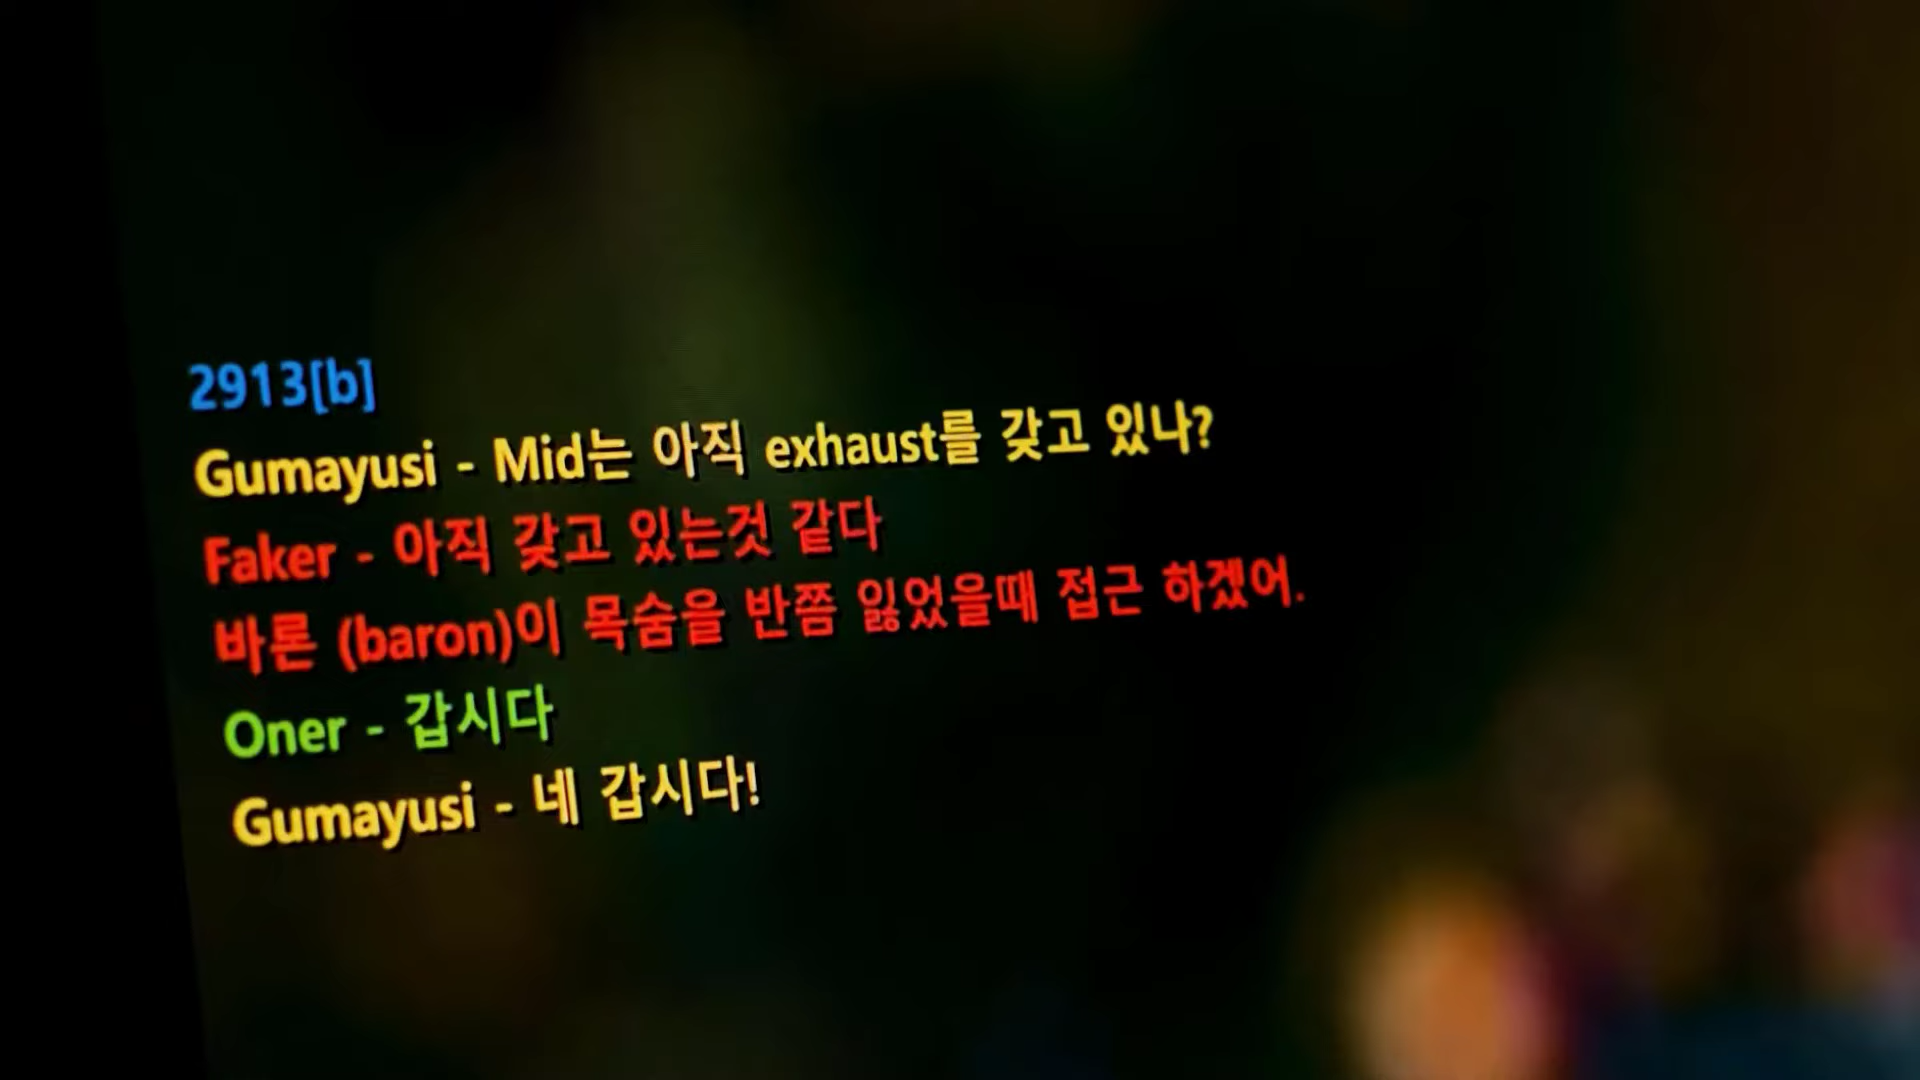 2913[b]
Gumayusi - Mid는 아직 exhaust를 갖고 있나?
Faker - 아직 갖고 있는것 같다
바론 (baron)이 목숨을 반쯤 잃었을때 접근 하겠어.
Oner - 갑시다
Gumayusi - 네 갑시다!